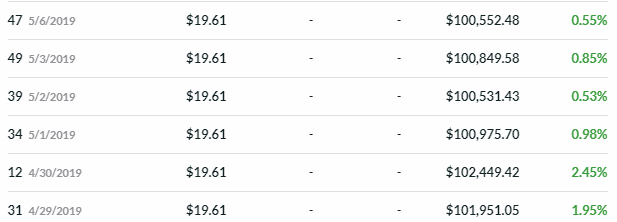 47 5/6/2019 $19.61 - - $100,552.48 0.55%
49 5/3/2019 $19.61 - - $100,849.58 0.85%
39 5/2/2019 $19.61 - - $100,531.43 0.53%
34 5/1/2019 $19.61 - - $100,975.70 0.98%
12 4/30/2019 $19.61 - - $102,449.42 2.45%
31 4/29/2019 $19.61 - - $101,951.05 1.95%